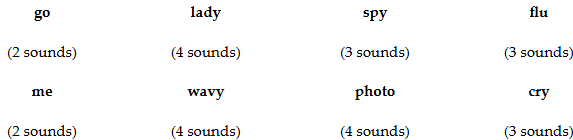 go lady spy flu
(2 sounds) (4 sounds) (3 sounds) (3 sounds)
me wavy photo cry
(2 sounds) (4 sounds) (4 sounds) (3 sounds)